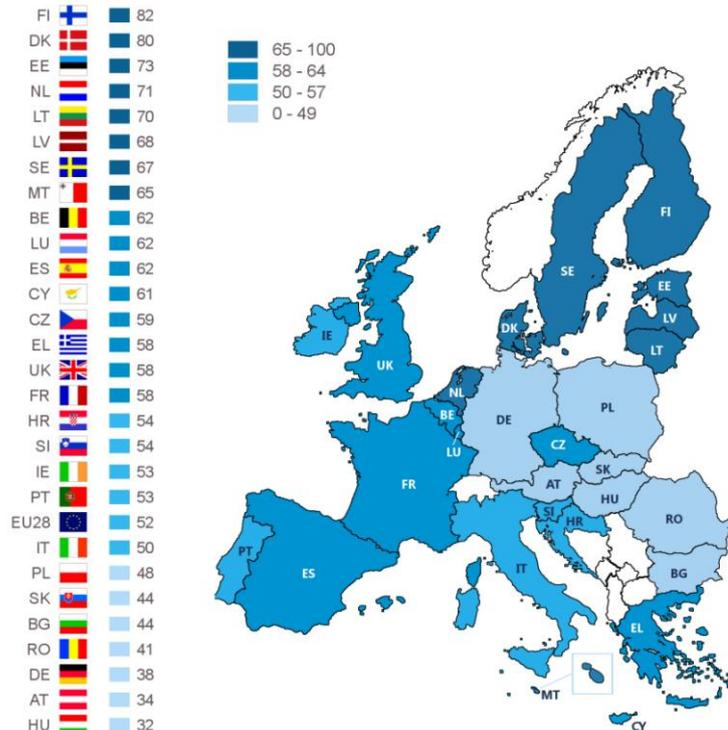 FI 82
DK 80
EE 73
NL 71
LT 70
LV 68
SE 67
MT 65
BE 62
LU 62
ES 62
CY 61
CZ 59
EL 58
UK 58
FR 58
HR 54
SI 54
IE 53
PT 53
EU28 52
IT 50
PL 48
SK 44
BG 44
RO 41
DE 38
AT 34
HU 32
65 - 100
58 - 64
50 - 57
0 - 49
FI
SE
EE
LV
LT
DK
IE
UK
NL
BE
LU
DE
PL
CZ
SK
AT
HU
FR
SI
HR
RO
BG
PT
ES
IT
EL
MT
CY